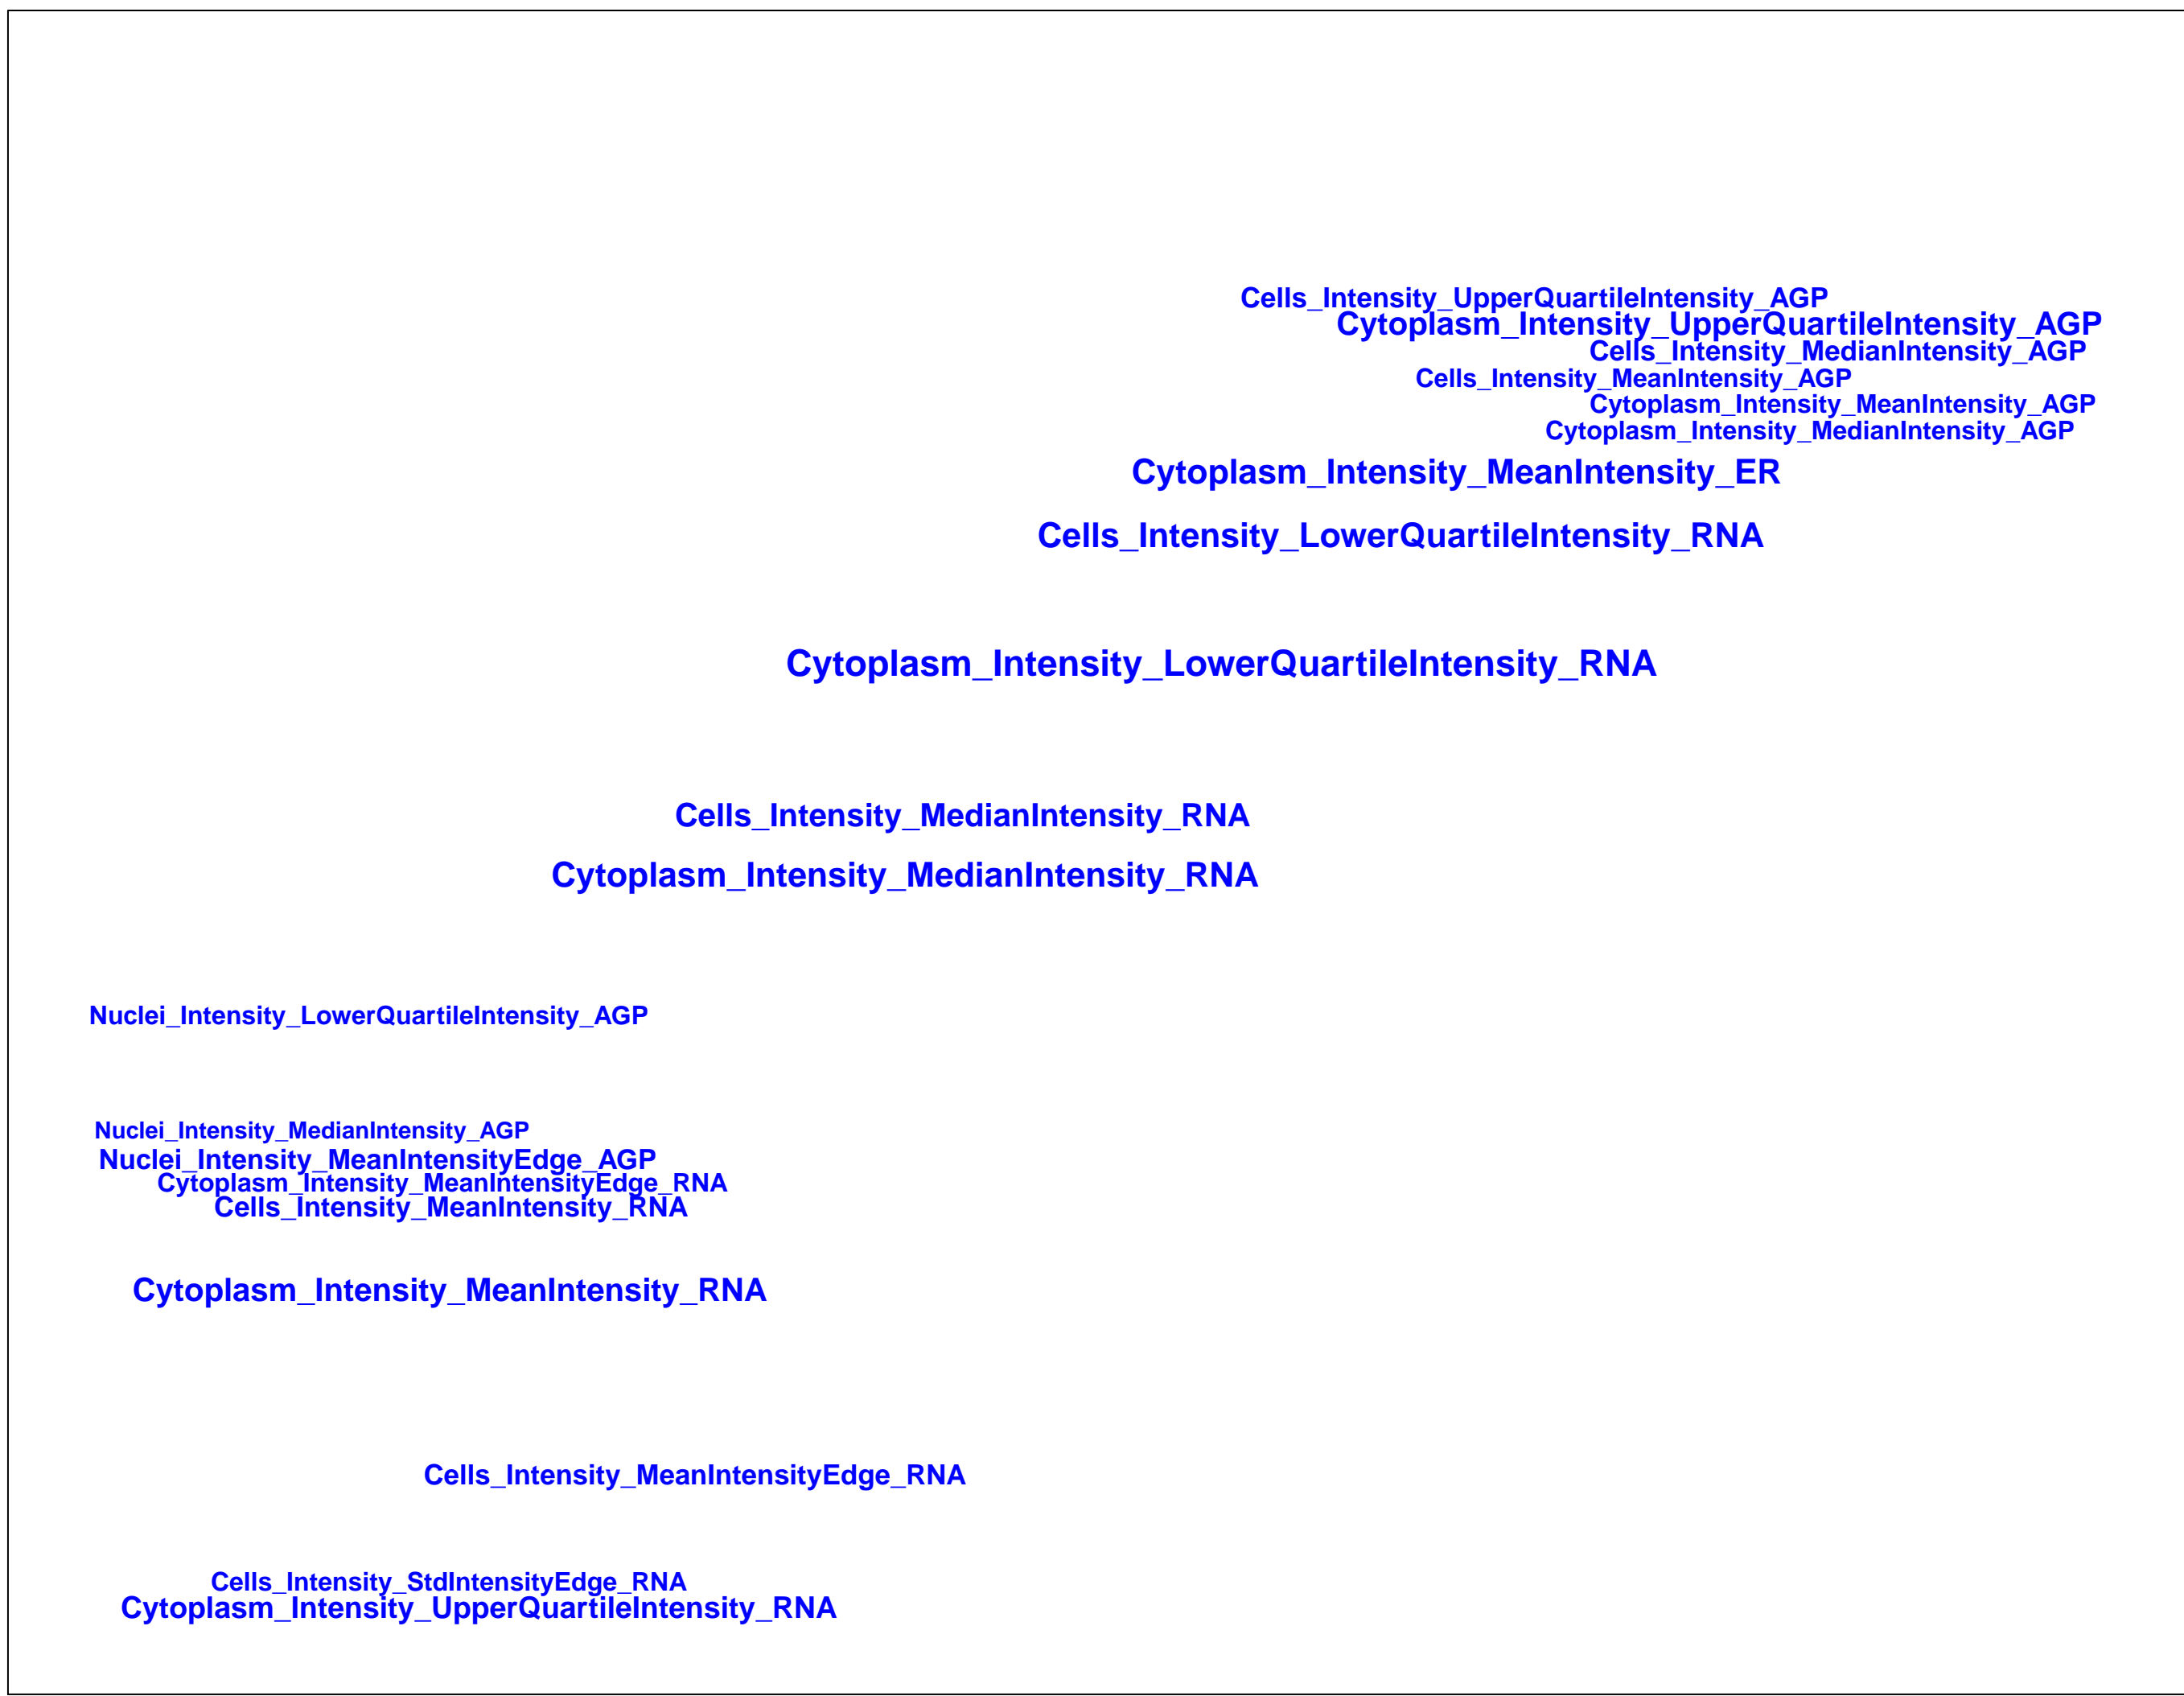 Cells_Intensity_UpperQuartileIntensity_AGP
Cytoplasm_Intensity_UpperQuartileIntensity_AGP
Cells_Intensity_MedianIntensity_AGP
Cells_Intensity_MeanIntensity_AGP
Cytoplasm_Intensity_MeanIntensity_AGP
Cytoplasm_Intensity_MedianIntensity_AGP
Cytoplasm_Intensity_MeanIntensity_ER
Cells_Intensity_LowerQuartileIntensity_RNA
Cytoplasm_Intensity_LowerQuartileIntensity_RNA
Cells_Intensity_MedianIntensity_RNA
Cytoplasm_Intensity_MedianIntensity_RNA
Nuclei_Intensity_LowerQuartileIntensity_AGP
Nuclei_Intensity_MedianIntensity_AGP
Nuclei_Intensity_MeanIntensityEdge_AGP
Cytoplasm_Intensity_MeanIntensityEdge_RNA
Cells_Intensity_MeanIntensity_RNA
Cytoplasm_Intensity_MeanIntensity_RNA
Cells_Intensity_MeanIntensityEdge_RNA
Cells_Intensity_StdIntensityEdge_RNA
Cytoplasm_Intensity_UpperQuartileIntensity_RNA